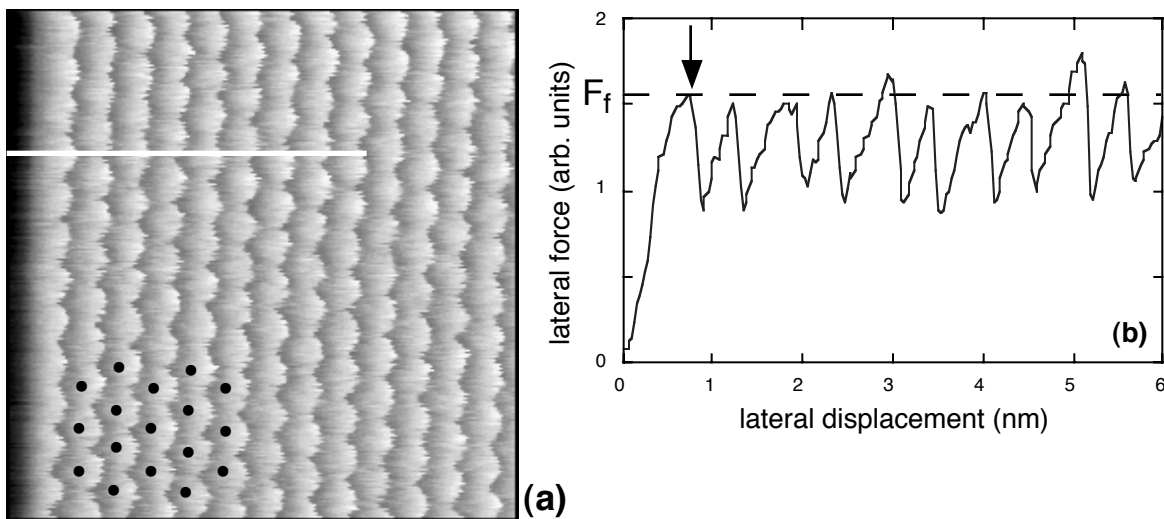 (a)
2
F_f
1
0
lateral force (arb. units)
(b)
0 1 2 3 4 5 6
lateral displacement (nm)